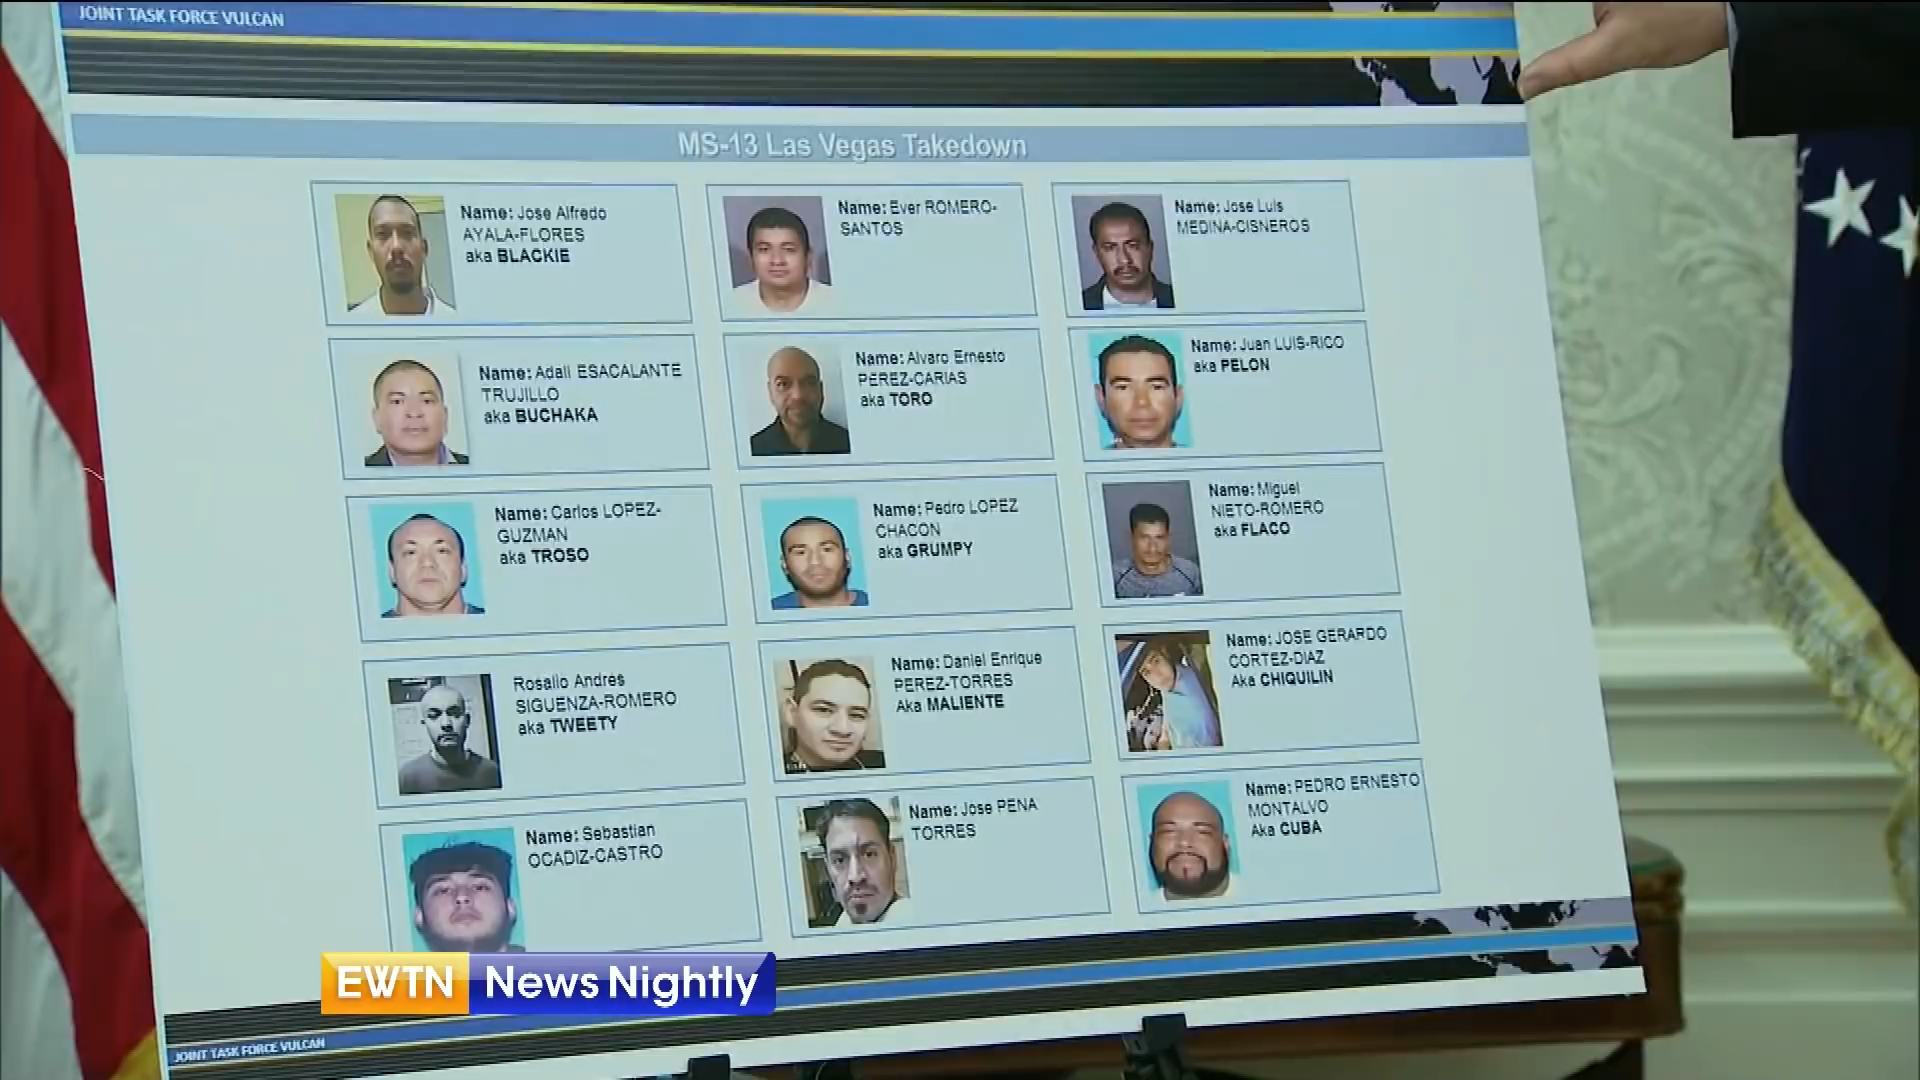 JOINT TASK FORCE VULCAN
MS-13 Las Vegas Takedown
Name: Jose Alfredo
AYALA-FLORES
aka BLACKIE
Name: Ever ROMERO-
SANTOS
Name: Jose Luis
MEDINA-CISNEROS
Name: Adali ESACALANTE
TRUJILLO
aka BUCHAKA
Name: Alvaro Ernesto
PEREZ-CARIAS
aka TORO
Name: Juan LUIS-RICO
aka PELON
Name: Carlos LOPEZ-
GUZMAN
aka TROSO
Name: Pedro LOPEZ
CHACON
aka GRUMPY
Name: Miguel
NIETO-ROMERO
aka FLACO
Rosalio Andres
SIGUENZA-ROMERO
aka TWEETY
Name: Daniel Enrique
PEREZ-TORRES
Aka MALIENTE
Name: JOSE GERARDO
CORTEZ-DIAZ
Aka CHIQUILIN
Name: Sebastian
OCADIZ-CASTRO
Name: Jose PENA
TORRES
Name: PEDRO ERNESTO
MONTALVO
Aka CUBA
EWTN News Nightly
JOINT TASK FORCE VULCAN